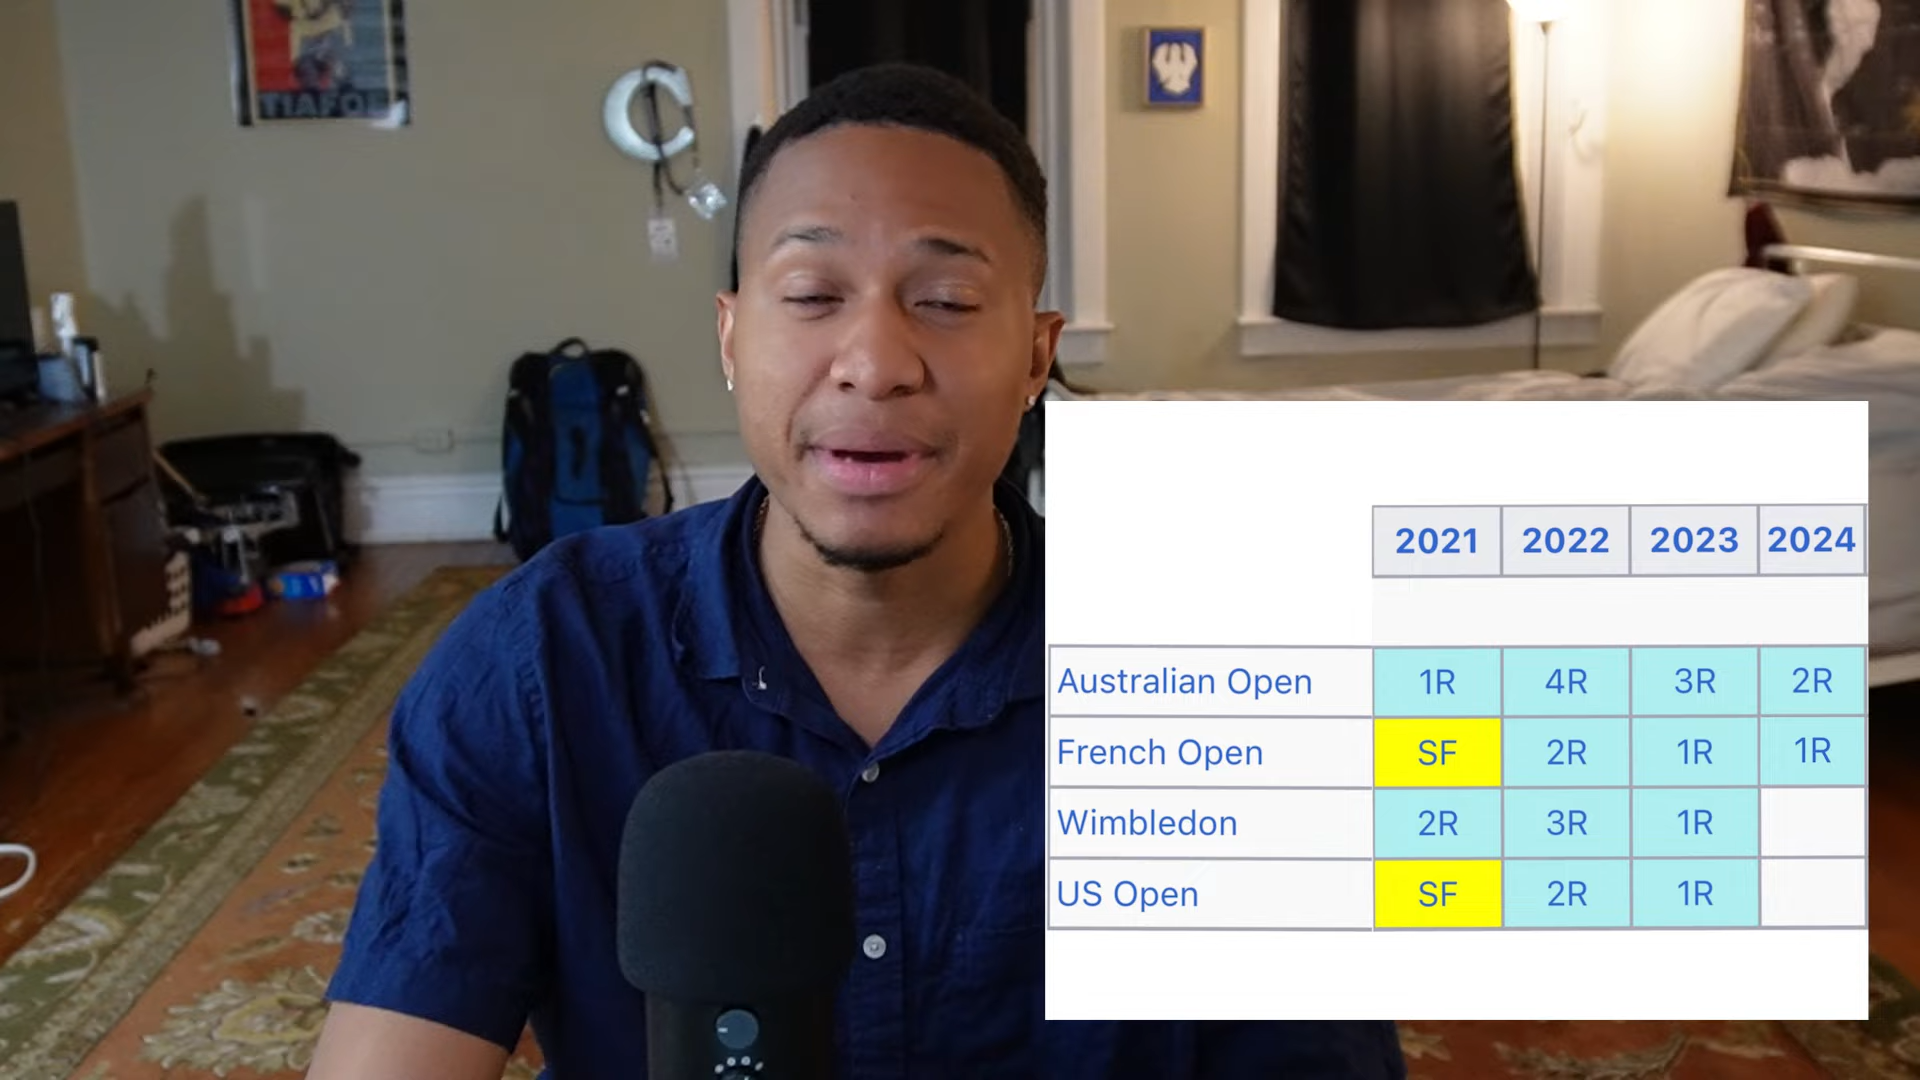 TIAFOE
2021 2022 2023 2024
Australian Open 1R 4R 3R 2R
French Open SF 2R 1R 1R
Wimbledon 2R 3R 1R
US Open SF 2R 1R